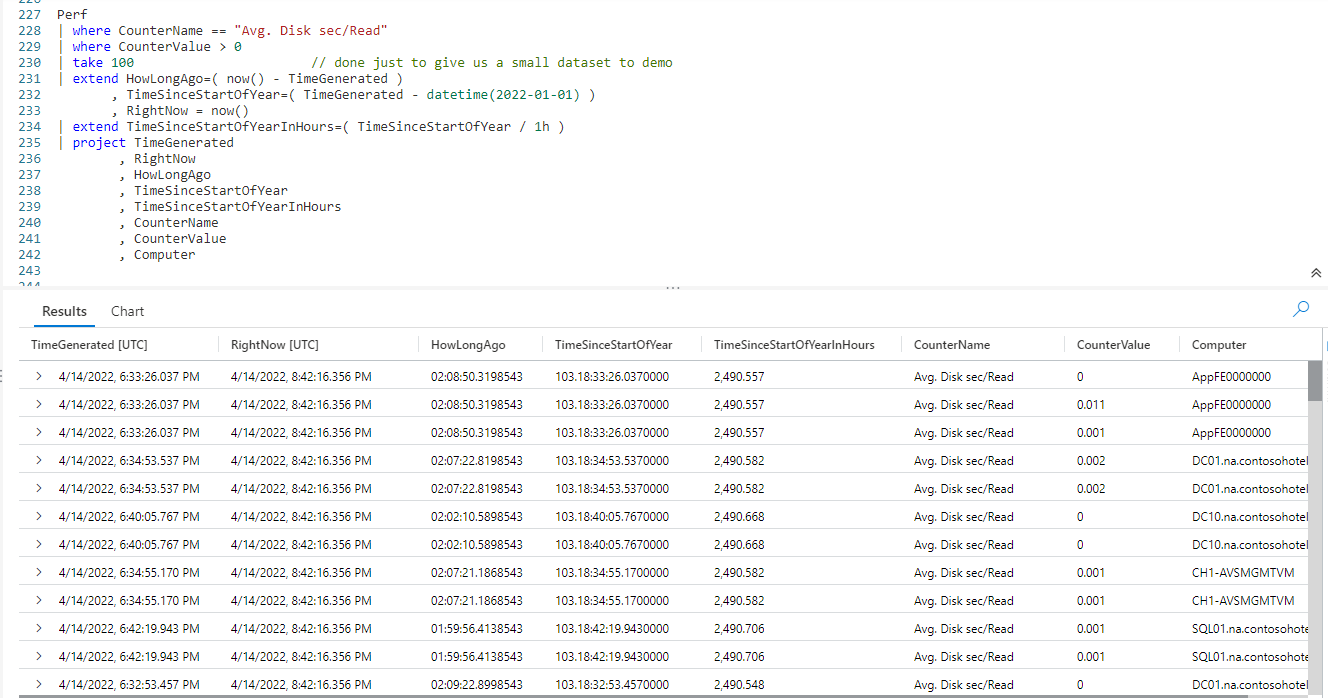 227 Perf
228 | where CounterName == "Avg. Disk sec/Read"
229 | where CounterValue > 0
230 | take 100 // done just to give us a small dataset to demo
231 | extend HowLongAgo=( now() - TimeGenerated )
232 , TimeSinceStartOfYear=( TimeGenerated - datetime(2022-01-01) )
233 , RightNow = now()
234 | extend TimeSinceStartOfYearInHours=( TimeSinceStartOfYear / 1h )
235 | project TimeGenerated
236 , RightNow
237 , HowLongAgo
238 , TimeSinceStartOfYear
239 , TimeSinceStartOfYearInHours
240 , CounterName
241 , CounterValue
242 , Computer
243
Results Chart
TimeGenerated [UTC] RightNow [UTC] HowLongAgo TimeSinceStartOfYear TimeSinceStartOfYearInHours CounterName CounterValue Computer
4/14/2022, 6:33:26.037 PM 4/14/2022, 8:42:16.356 PM 02:08:50.3198543 103.18:33:26.0370000 2,490.557 Avg. Disk sec/Read 0 AppFE0000000
4/14/2022, 6:33:26.037 PM 4/14/2022, 8:42:16.356 PM 02:08:50.3198543 103.18:33:26.0370000 2,490.557 Avg. Disk sec/Read 0.011 AppFE0000000
4/14/2022, 6:33:26.037 PM 4/14/2022, 8:42:16.356 PM 02:08:50.3198543 103.18:33:26.0370000 2,490.557 Avg. Disk sec/Read 0.001 AppFE0000000
4/14/2022, 6:34:53.537 PM 4/14/2022, 8:42:16.356 PM 02:07:22.8198543 103.18:34:53.5370000 2,490.582 Avg. Disk sec/Read 0.002 DC01.na.contosohotel
4/14/2022, 6:34:53.537 PM 4/14/2022, 8:42:16.356 PM 02:07:22.8198543 103.18:34:53.5370000 2,490.582 Avg. Disk sec/Read 0.002 DC01.na.contosohotel
4/14/2022, 6:40:05.767 PM 4/14/2022, 8:42:16.356 PM 02:02:10.5898543 103.18:40:05.7670000 2,490.668 Avg. Disk sec/Read 0 DC10.na.contosohotel
4/14/2022, 6:40:05.767 PM 4/14/2022, 8:42:16.356 PM 02:02:10.5898543 103.18:40:05.7670000 2,490.668 Avg. Disk sec/Read 0 DC10.na.contosohotel
4/14/2022, 6:34:55.170 PM 4/14/2022, 8:42:16.356 PM 02:07:21.1868543 103.18:34:55.1700000 2,490.582 Avg. Disk sec/Read 0.001 CH1-AVSMGMTVM
4/14/2022, 6:34:55.170 PM 4/14/2022, 8:42:16.356 PM 02:07:21.1868543 103.18:34:55.1700000 2,490.582 Avg. Disk sec/Read 0.001 CH1-AVSMGMTVM
4/14/2022, 6:42:19.943 PM 4/14/2022, 8:42:16.356 PM 01:59:56.4138543 103.18:42:19.9430000 2,490.706 Avg. Disk sec/Read 0.001 SQL01.na.contosohote
4/14/2022, 6:42:19.943 PM 4/14/2022, 8:42:16.356 PM 01:59:56.4138543 103.18:42:19.9430000 2,490.706 Avg. Disk sec/Read 0.001 SQL01.na.contosohote
4/14/2022, 6:32:53.457 PM 4/14/2022, 8:42:16.356 PM 02:09:22.8998543 103.18:32:53.4570000 2,490.548 Avg. Disk sec/Read 0 DC01.na.contosohotel